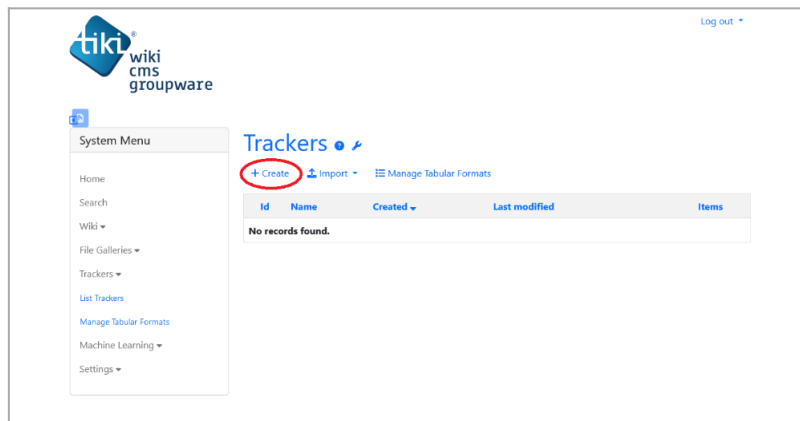 Log out
tiki®
wiki
cms
groupware
System Menu
Home
Search
Wiki
File Galleries
Trackers
List Trackers
Manage Tabular Formats
Machine Learning
Settings
Trackers
+ Create Import Manage Tabular Formats
Id Name Created Last modified Items
No records found.